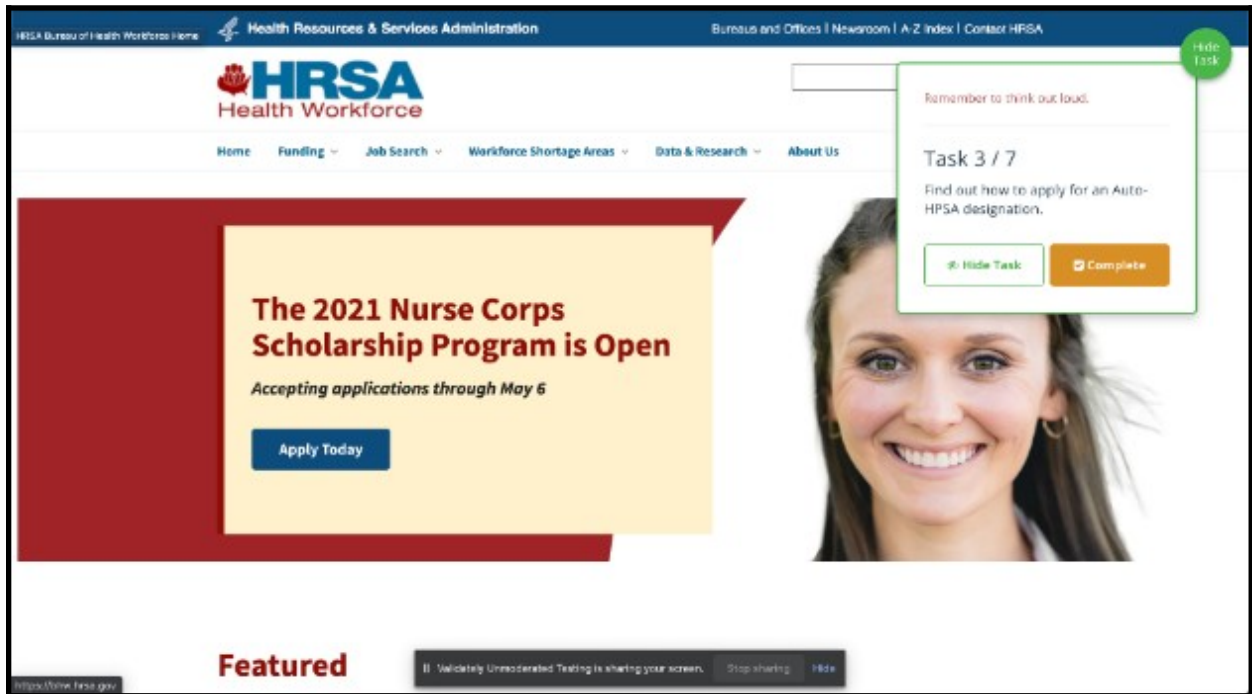 HRSA Bureau of Health Workforce Home
Health Resources & Services Administration
Bureaus and Offices | Newsroom | A-Z Index | Contact HRSA
Hide Task
HRSA
Health Workforce
Home Funding Job Search Workforce Shortage Areas Data & Research About Us
Remember to think out loud.
Task 3 / 7
Find out how to apply for an Auto-
HPSA designation.
Hide Task Complete
The 2021 Nurse Corps
Scholarship Program is Open
Accepting applications through May 6
Apply Today
Featured
Validately Unmoderated Testing is sharing your screen. Stop sharing Hide
https://bhw.hrsa.gov